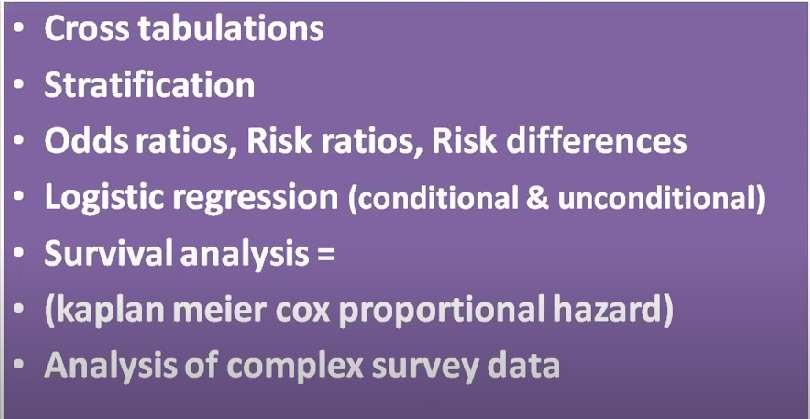 • Cross tabulations
• Stratification
• Odds ratios, Risk ratios, Risk differences
• Logistic regression (conditional & unconditional)
• Survival analysis =
• (kaplan meier cox proportional hazard)
• Analysis of complex survey data